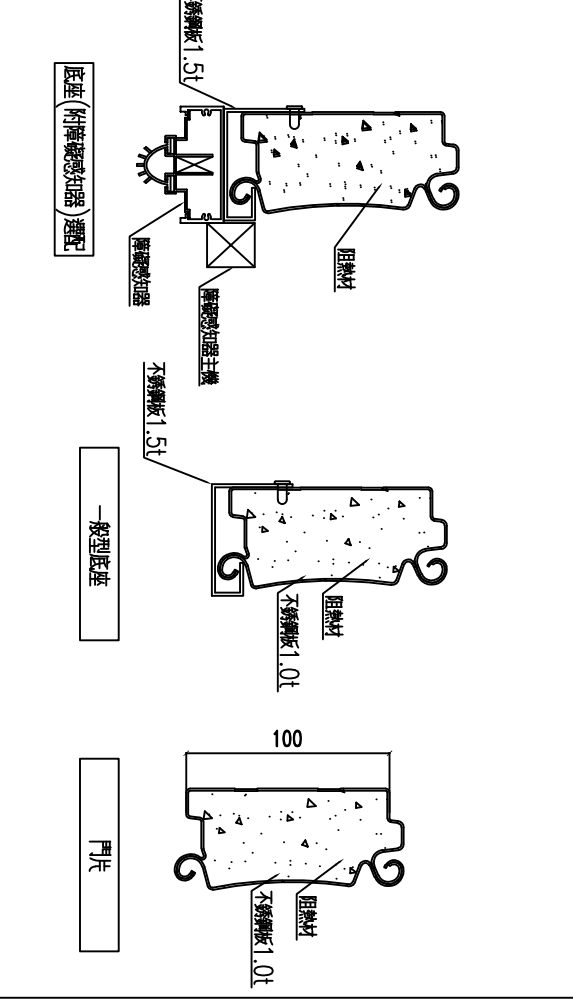 門片
100
不銹鋼板1.0t
阻熱材
一般型底座
不銹鋼板1.5t
不銹鋼板1.0t
阻熱材
底座(附障礙感知器)選配
銹鋼板1.5t
障礙感知器
障礙感知器主機
阻熱材